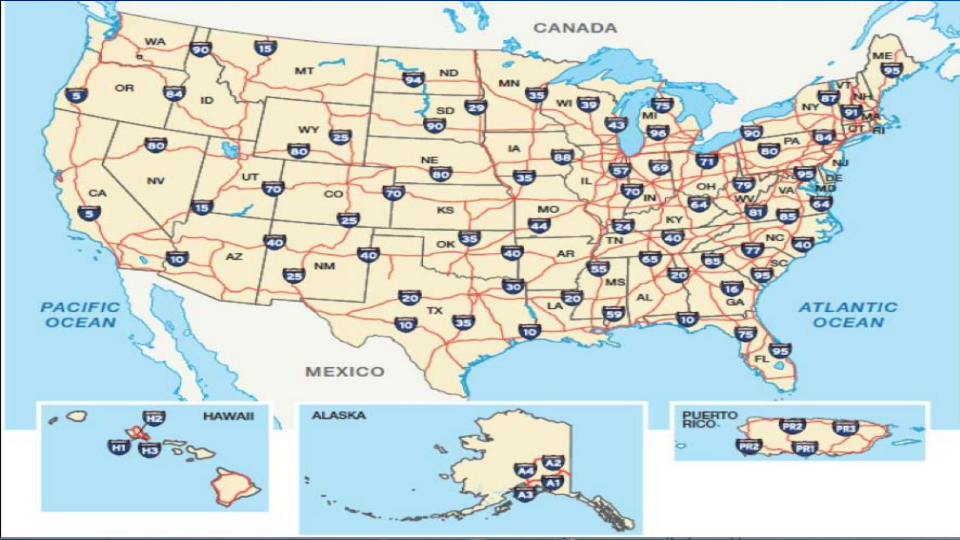 CANADA
WA
90
15
MT
94
ND
MN
35
WI
39
75
ME
95
VT
NH
5
OR
84
ID
SD
29
90
43
MI
96
NY
87
91
MA
CT
RI
80
WY
25
80
NE
80
IA
88
57
69
71
90
80
PA
84
NJ
DE
MD
NV
UT
70
CO
70
35
IL
70
IN
OH
64
79
WV
95
VA
64
CA
5
15
25
KS
MO
44
24
KY
81
85
40
AZ
10
40
25
NM
40
OK
35
40
AR
TN
40
77
NC
40
SC
65
85
55
MS
65
AL
20
16
GA
95
PACIFIC
OCEAN
20
TX
10
35
30
LA
20
10
59
10
75
95
FL
ATLANTIC
OCEAN
MEXICO
H2
HAWAII
H1
H3
ALASKA
A4
A2
A1
A3
PUERTO
RICO
PR2
PR3
PR2
PR1